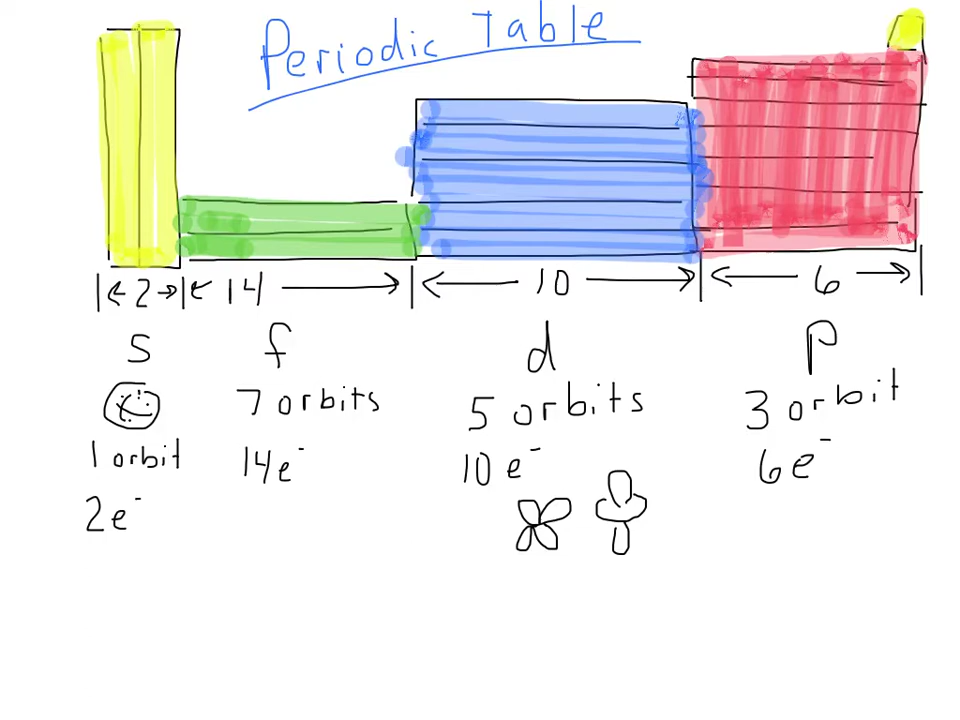 Periodic Table
2 14 10 6
s f d p
7 orbits 5 orbits 3 orbit
1 orbit 14e⁻ 10 e⁻ 6e⁻
2e⁻